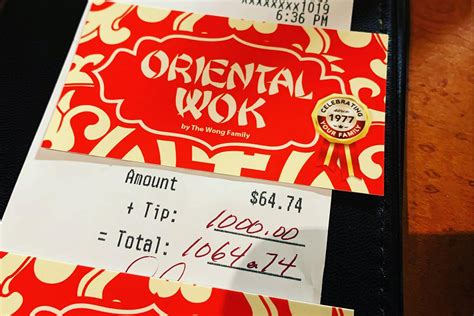 xxxxxxxx1019
6:36 PM
ORIENTAL
WOK
by The Wong Family
CELEBRATING
1977
YOUR FAMILY
Amount $64.74
+ Tip: 1000.00
= Total: 1064.74